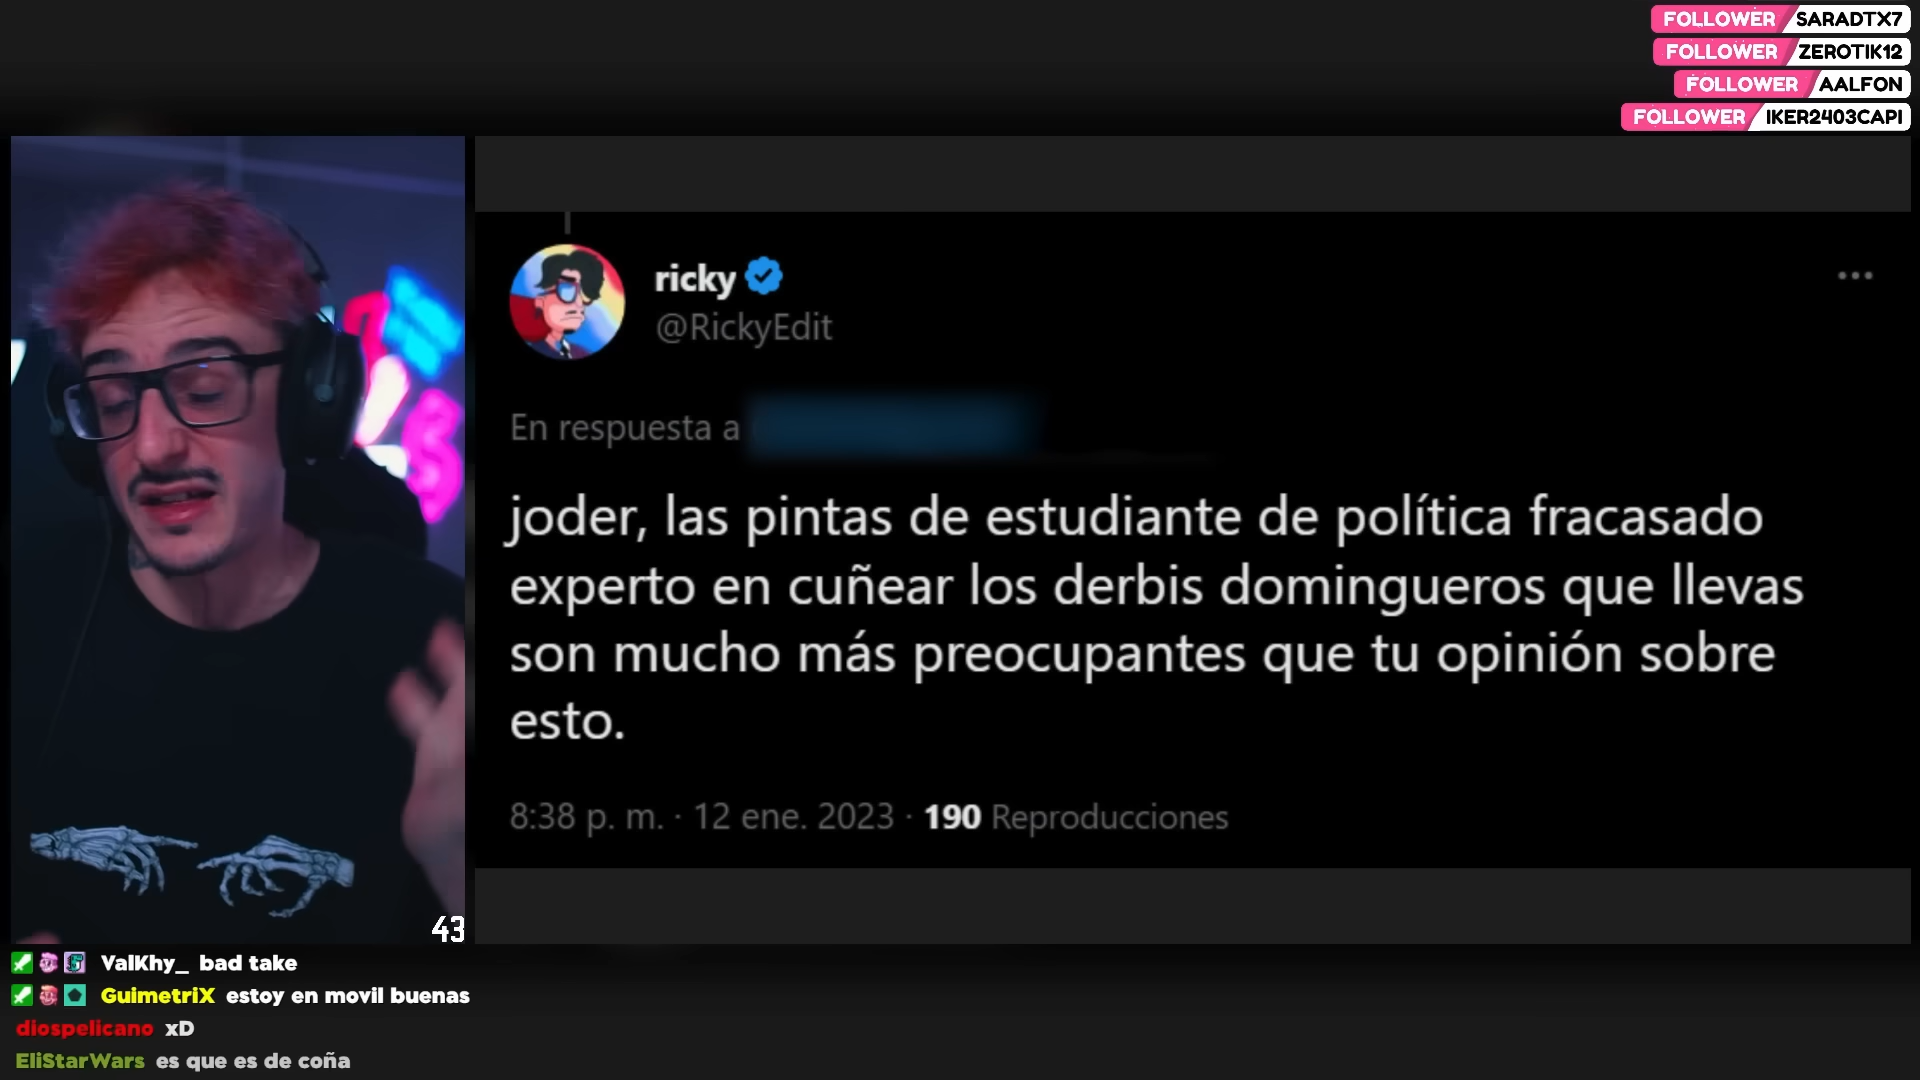 FOLLOWER SARADTX7
FOLLOWER ZEROTIK12
FOLLOWER AALFON
FOLLOWER IKER2403CAPI
ricky
@RickyEdit
En respuesta a
joder, las pintas de estudiante de política fracasado
experto en cuñear los derbis domingueros que llevas
son mucho más preocupantes que tu opinión sobre
esto.
8:38 p. m. · 12 ene. 2023 · 190 Reproducciones
43
ValKhy_ bad take
GuimetriX estoy en movil buenas
diospelicano xD
EliStarWars es que es de coña